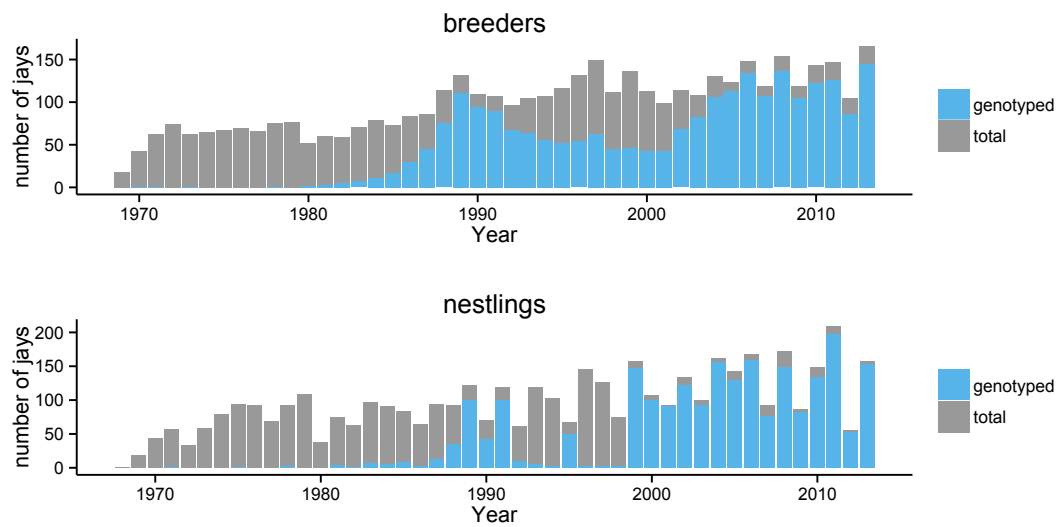 breeders
number of jays
150
100
50
0
1970
1980
1990
2000
2010
Year
genotyped
total
nestlings
number of jays
200
150
100
50
0
1970
1980
1990
2000
2010
Year
genotyped
total